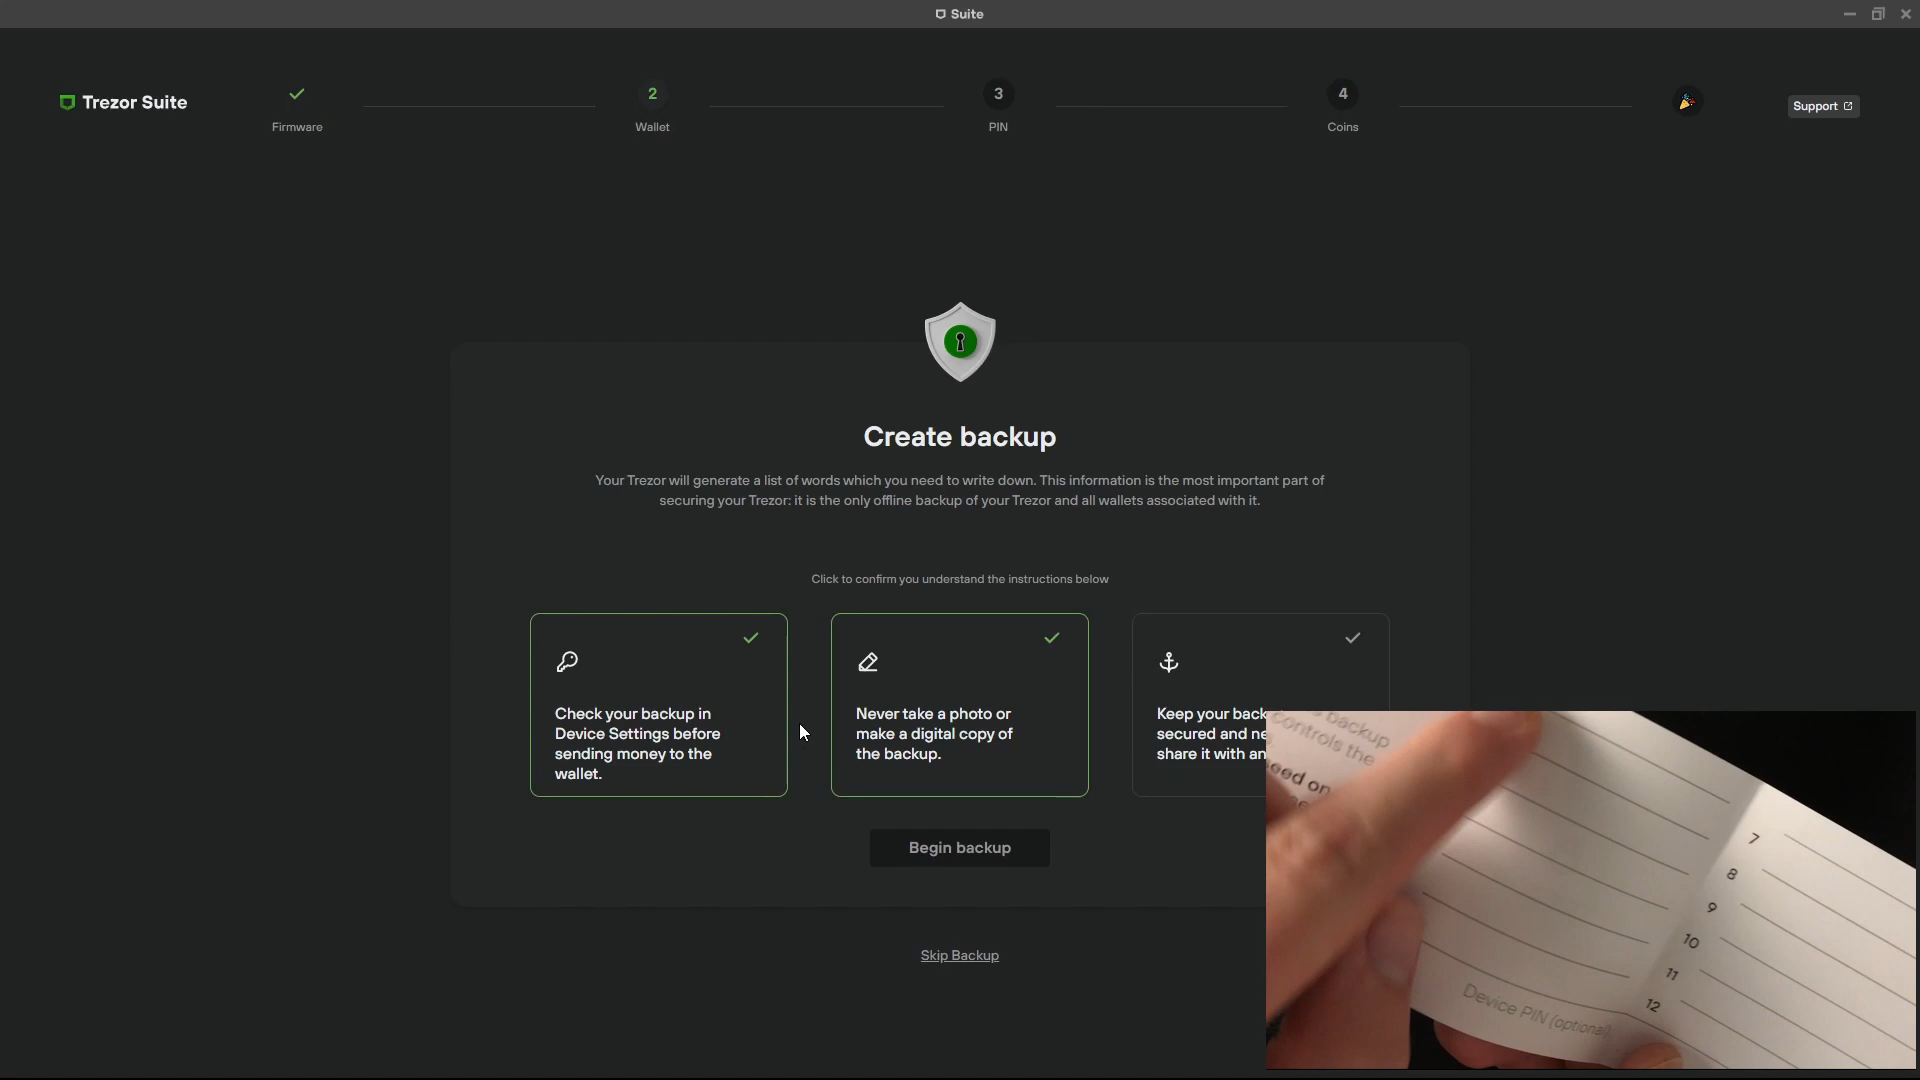 Suite
Trezor Suite
Firmware
2
Wallet
3
PIN
4
Coins
Support
Create backup
Your Trezor will generate a list of words which you need to write down. This information is the most important part of
securing your Trezor: it is the only offline backup of your Trezor and all wallets associated with it.
Click to confirm you understand the instructions below
Check your backup in
Device Settings before
sending money to the
wallet.
Never take a photo or
make a digital copy of
the backup.
Keep your back
secured and ne
share it with an
Begin backup
Skip Backup
backup
controls the
eed on
7
8
9
10
11
12
Device PIN (optional)